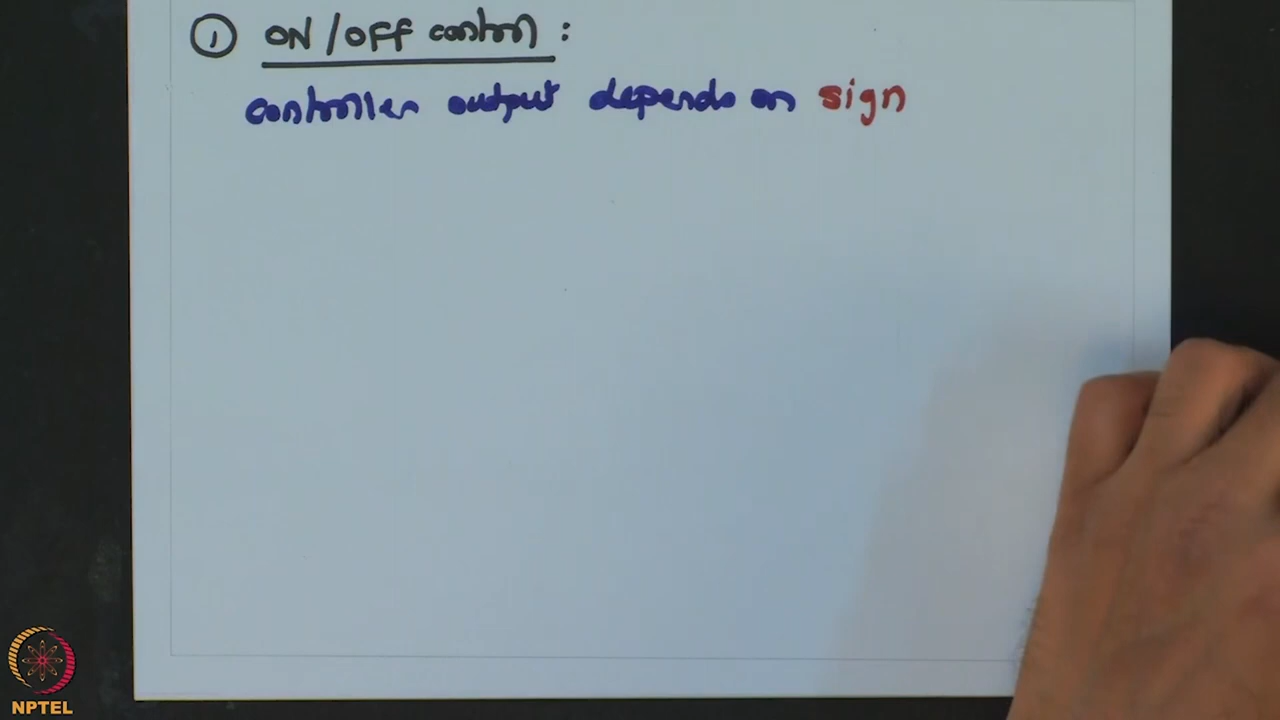 ① ON/OFF control :
controller output depends on sign
NPTEL